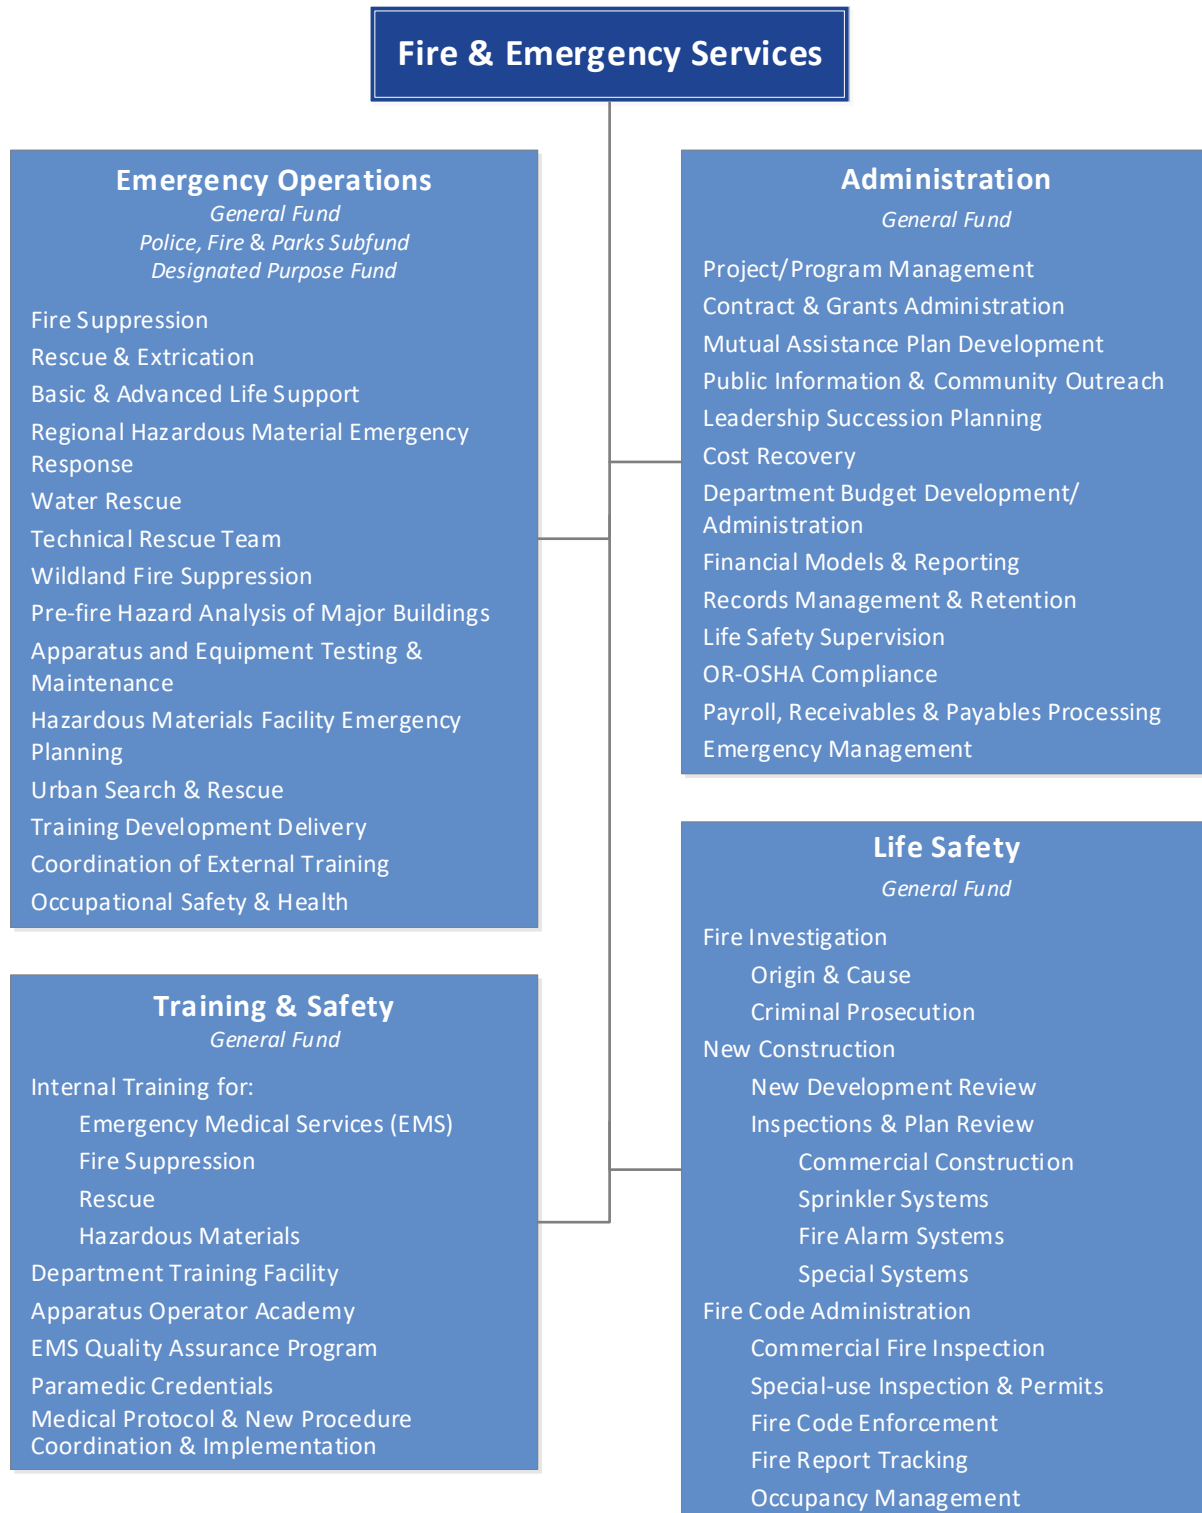 Fire & Emergency Services
Emergency Operations
General Fund
Police, Fire & Parks Subfund
Designated Purpose Fund
Fire Suppression
Rescue & Extrication
Basic & Advanced Life Support
Regional Hazardous Material Emergency
Response
Water Rescue
Technical Rescue Team
Wildland Fire Suppression
Pre-fire Hazard Analysis of Major Buildings
Apparatus and Equipment Testing &
Maintenance
Hazardous Materials Facility Emergency
Planning
Urban Search & Rescue
Training Development Delivery
Coordination of External Training
Occupational Safety & Health
Training & Safety
General Fund
Internal Training for:
Emergency Medical Services (EMS)
Fire Suppression
Rescue
Hazardous Materials
Department Training Facility
Apparatus Operator Academy
EMS Quality Assurance Program
Paramedic Credentials
Medical Protocol & New Procedure
Coordination & Implementation
Administration
General Fund
Project/Program Management
Contract & Grants Administration
Mutual Assistance Plan Development
Public Information & Community Outreach
Leadership Succession Planning
Cost Recovery
Department Budget Development/
Administration
Financial Models & Reporting
Records Management & Retention
Life Safety Supervision
OR-OSHA Compliance
Payroll, Receivables & Payables Processing
Emergency Management
Life Safety
General Fund
Fire Investigation
Origin & Cause
Criminal Prosecution
New Construction
New Development Review
Inspections & Plan Review
Commercial Construction
Sprinkler Systems
Fire Alarm Systems
Special Systems
Fire Code Administration
Commercial Fire Inspection
Special-use Inspection & Permits
Fire Code Enforcement
Fire Report Tracking
Occupancy Management